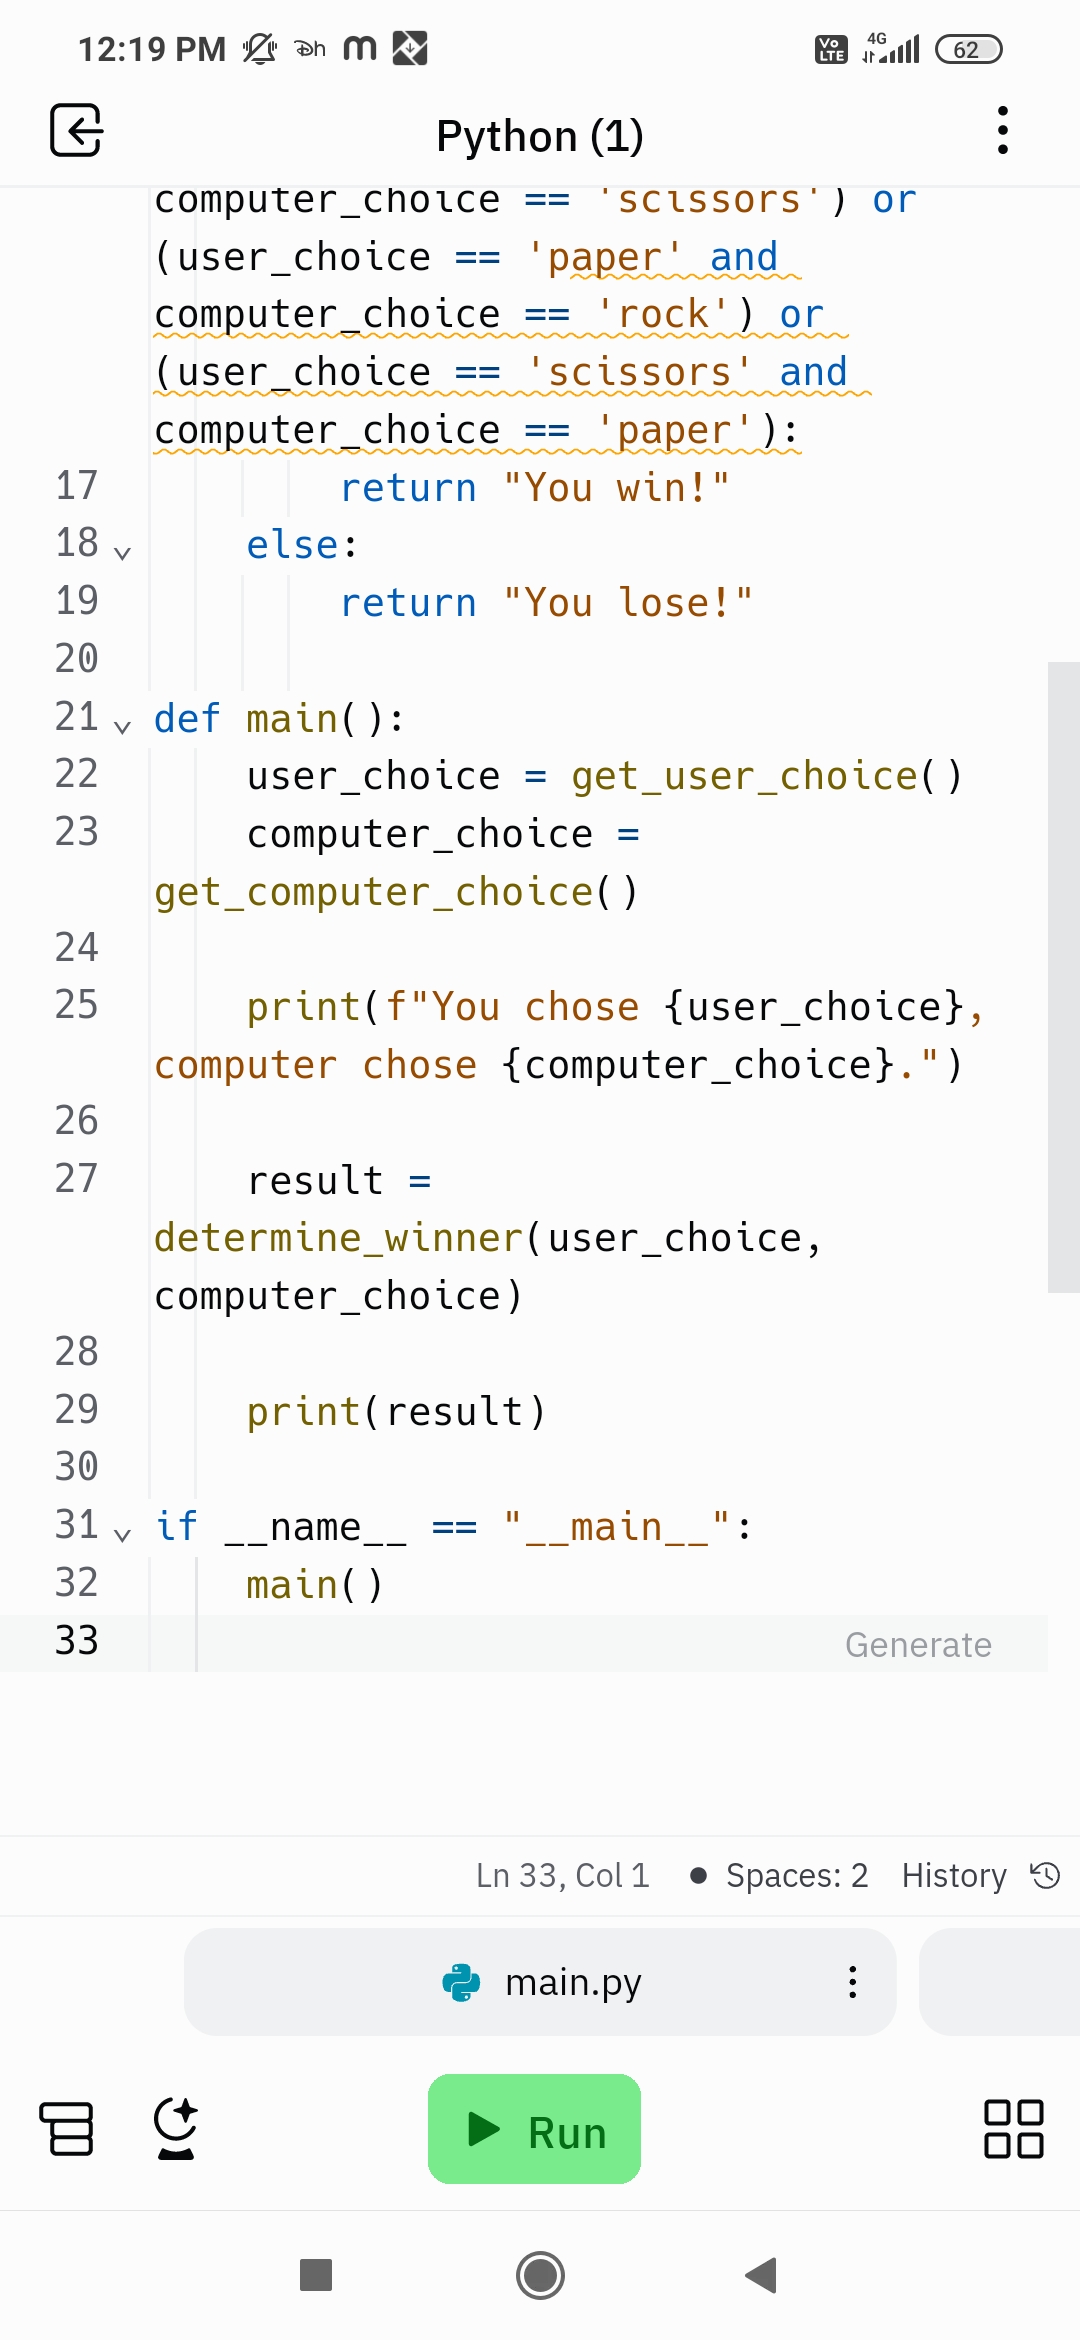 12:19 PM
Vo LTE 4G 62
Python (1)
computer_choice == 'scissors') or
(user_choice == 'paper' and
computer_choice == 'rock') or
(user_choice == 'scissors' and
computer_choice == 'paper'):
17 return "You win!"
18 else:
19 return "You lose!"
20
21 def main():
22 user_choice = get_user_choice()
23 computer_choice =
get_computer_choice()
24
25 print(f"You chose {user_choice},
computer chose {computer_choice}.")
26
27 result =
determine_winner(user_choice,
computer_choice)
28
29 print(result)
30
31 if __name__ == "__main__":
32 main()
33 Generate
Ln 33, Col 1 • Spaces: 2 History
main.py
Run